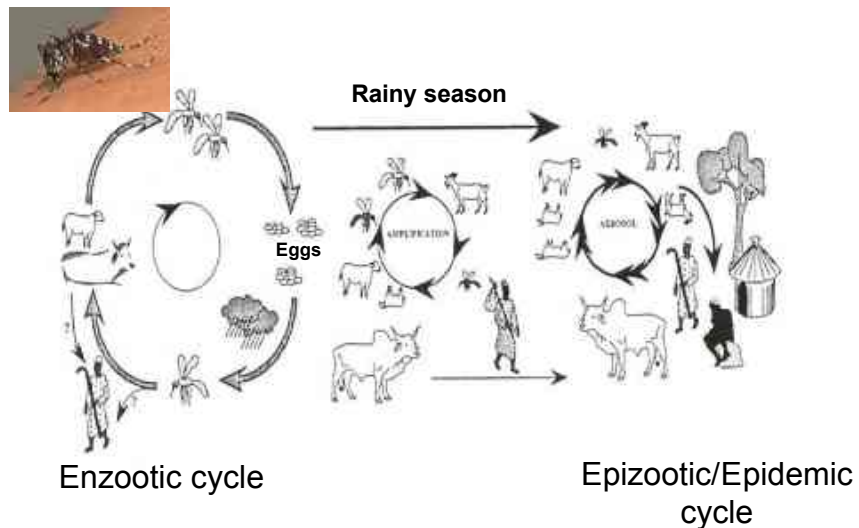 Rainy season
AMPLIFICATION
AEROSOL
Eggs
?
?
Enzootic cycle
Epizootic/Epidemic
cycle